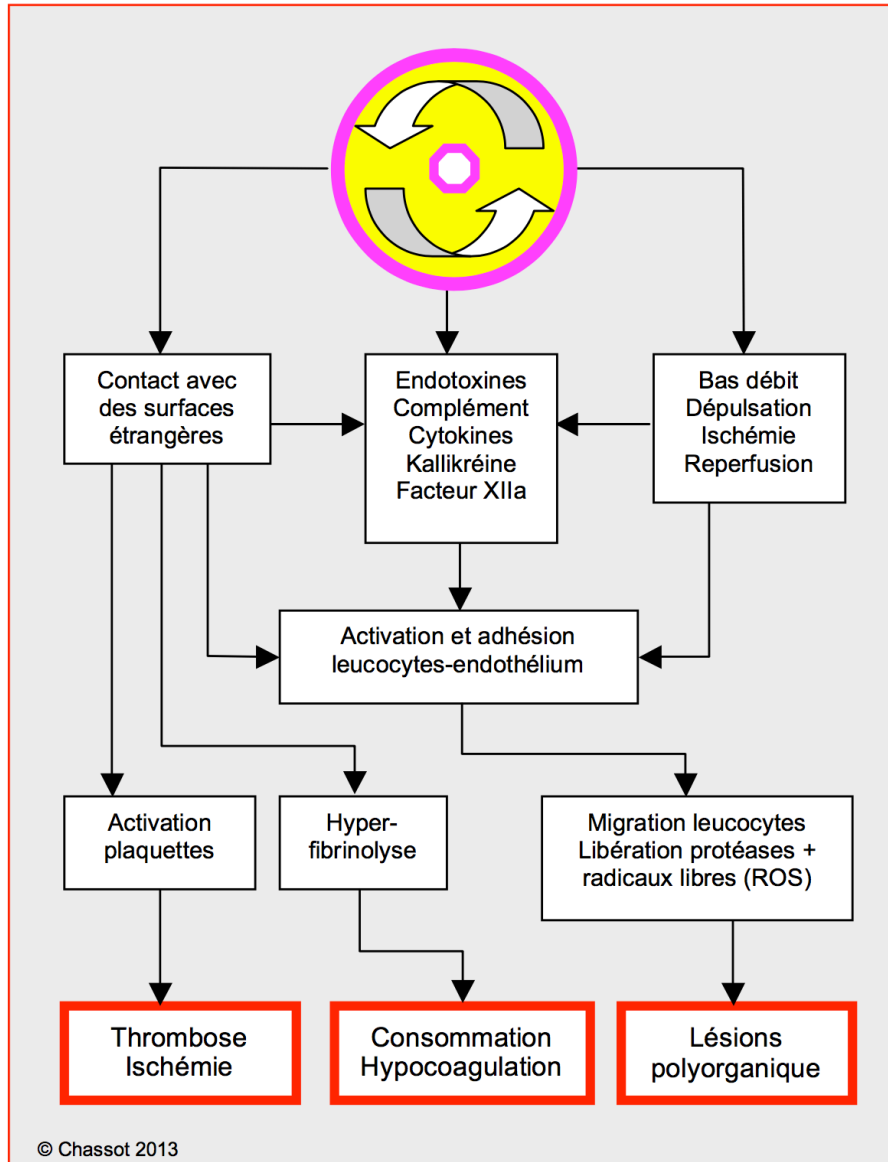 Contact avec
des surfaces
étrangères
Endotoxines
Complément
Cytokines
Kallikréine
Facteur XIIa
Bas débit
Dépulsation
Ischémie
Reperfusion
Activation et adhésion
leucocytes-endothélium
Activation
plaquettes
Hyper-
fibrinolyse
Migration leucocytes
Libération protéases +
radicaux libres (ROS)
Thrombose
Ischémie
Consommation
Hypocoagulation
Lésions
polyorganique
© Chassot 2013